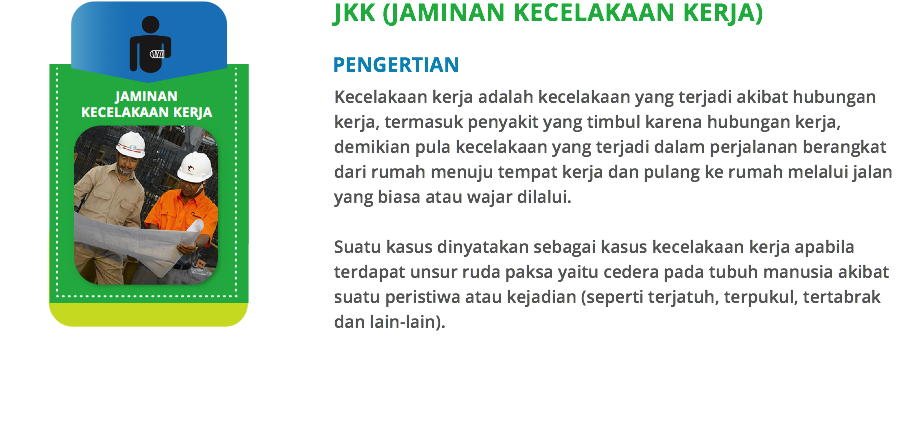 JKK (JAMINAN KECELAKAAN KERJA)
JAMINAN
KECELAKAAN KERJA
PENGERTIAN
Kecelakaan kerja adalah kecelakaan yang terjadi akibat hubungan
kerja, termasuk penyakit yang timbul karena hubungan kerja,
demikian pula kecelakaan yang terjadi dalam perjalanan berangkat
dari rumah menuju tempat kerja dan pulang ke rumah melalui jalan
yang biasa atau wajar dilalui.
Suatu kasus dinyatakan sebagai kasus kecelakaan kerja apabila
terdapat unsur ruda paksa yaitu cedera pada tubuh manusia akibat
suatu peristiwa atau kejadian (seperti terjatuh, terpukul, tertabrak
dan lain-lain).